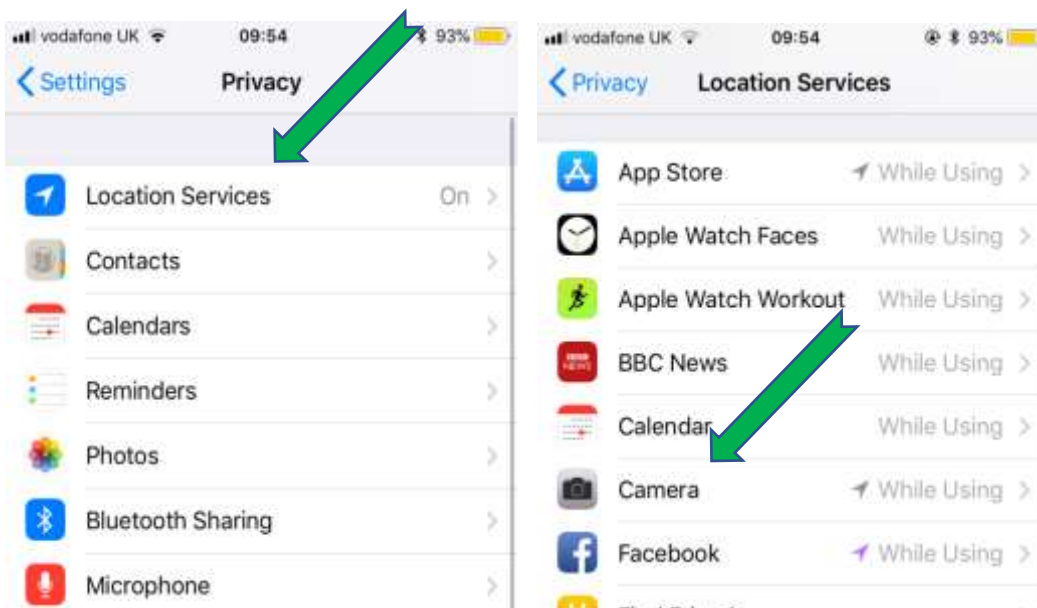 vodafone UK 09:54 93%
Settings Privacy
Location Services On
Contacts
Calendars
Reminders
Photos
Bluetooth Sharing
Microphone
vodafone UK 09:54 93%
Privacy Location Services
App Store While Using
Apple Watch Faces While Using
Apple Watch Workout While Using
BBC News While Using
Calendar While Using
Camera While Using
Facebook While Using